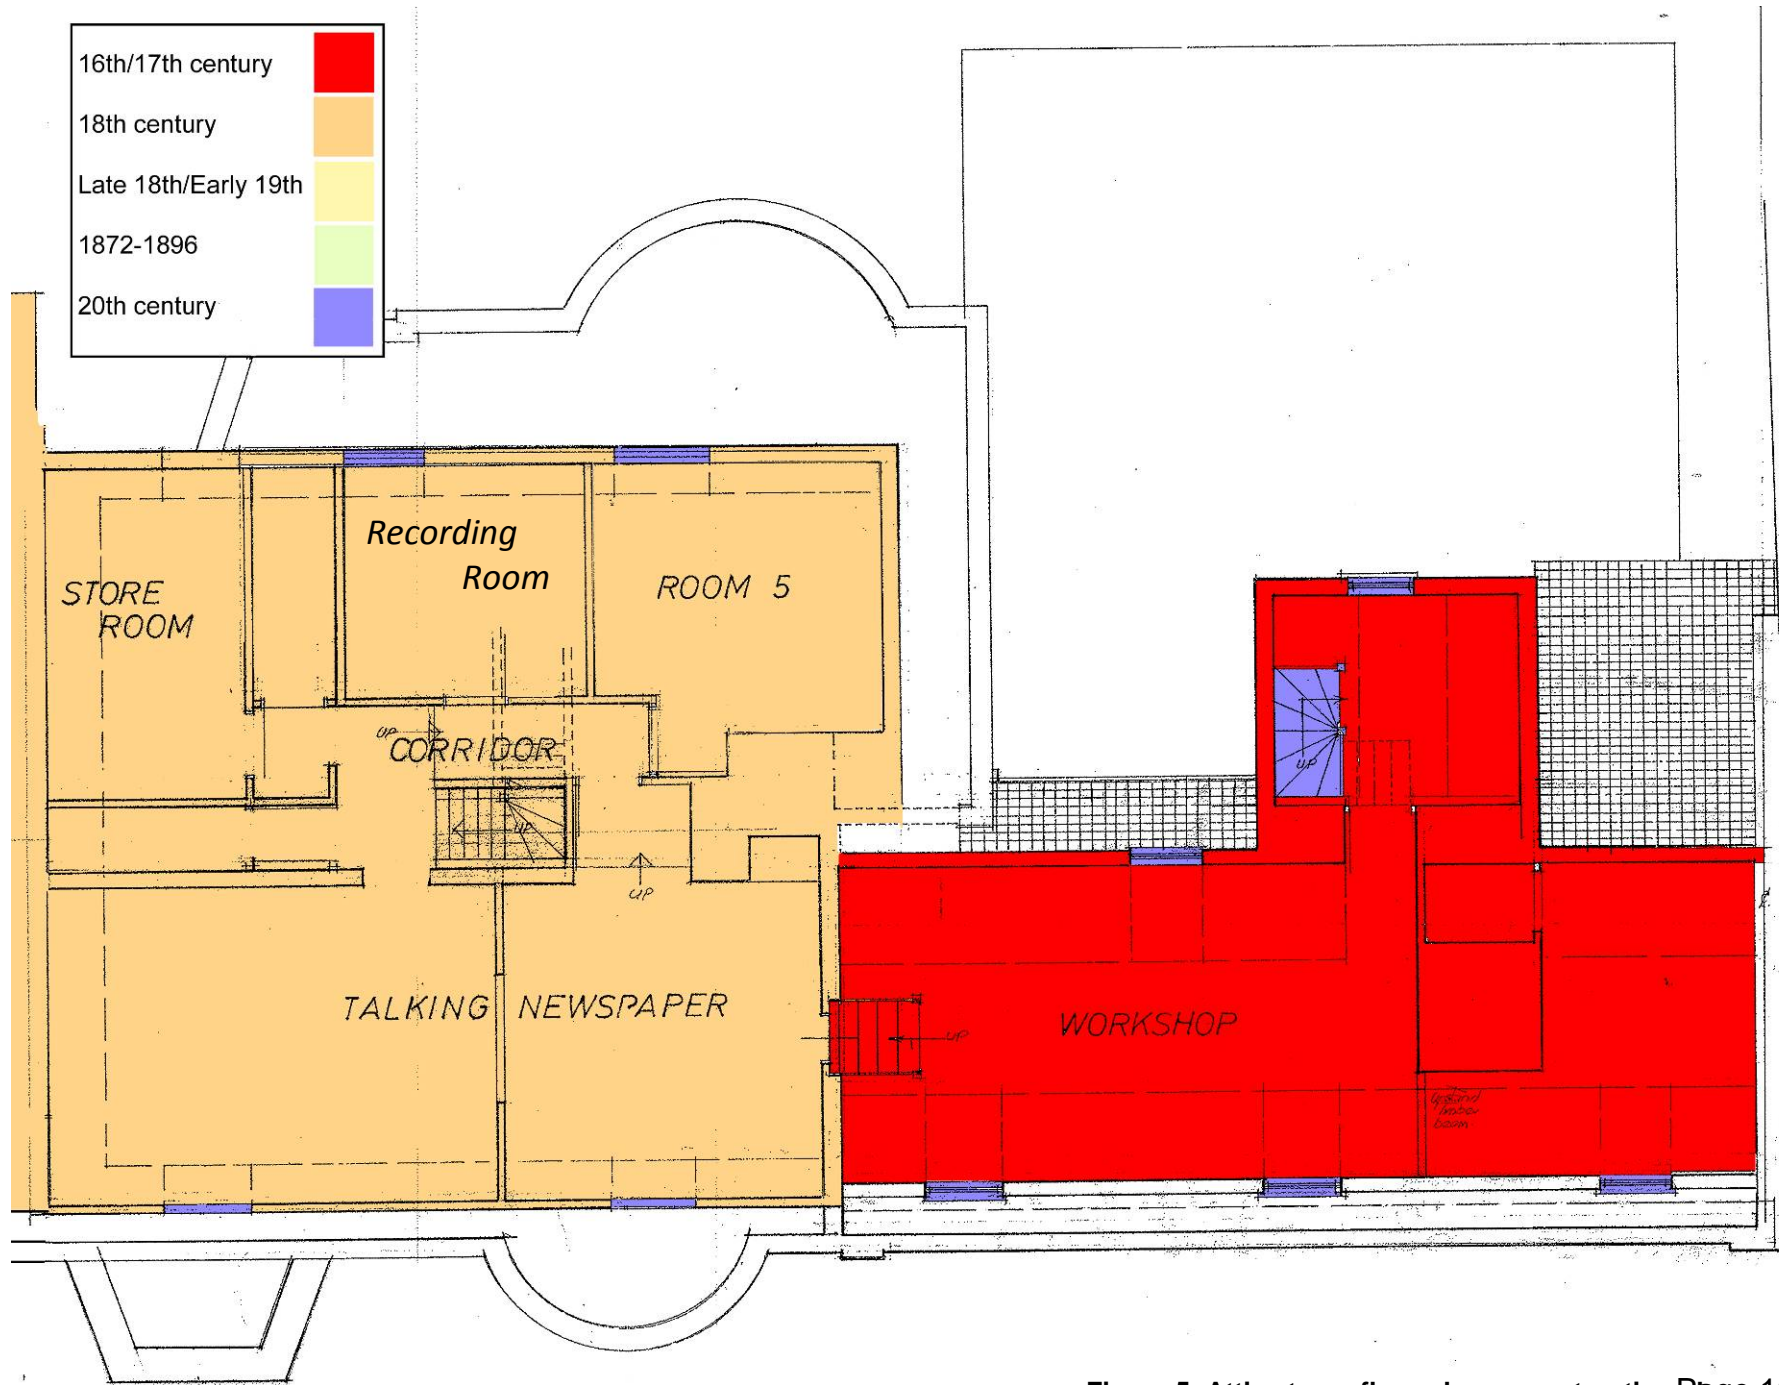 16th/17th century
18th century
Late 18th/Early 19th
1872-1896
20th century
Recording
Room
STORE
ROOM
ROOM 5
UP
CORRIDOR
UP
UP
UP
TALKING NEWSPAPER
WORKSHOP
UP